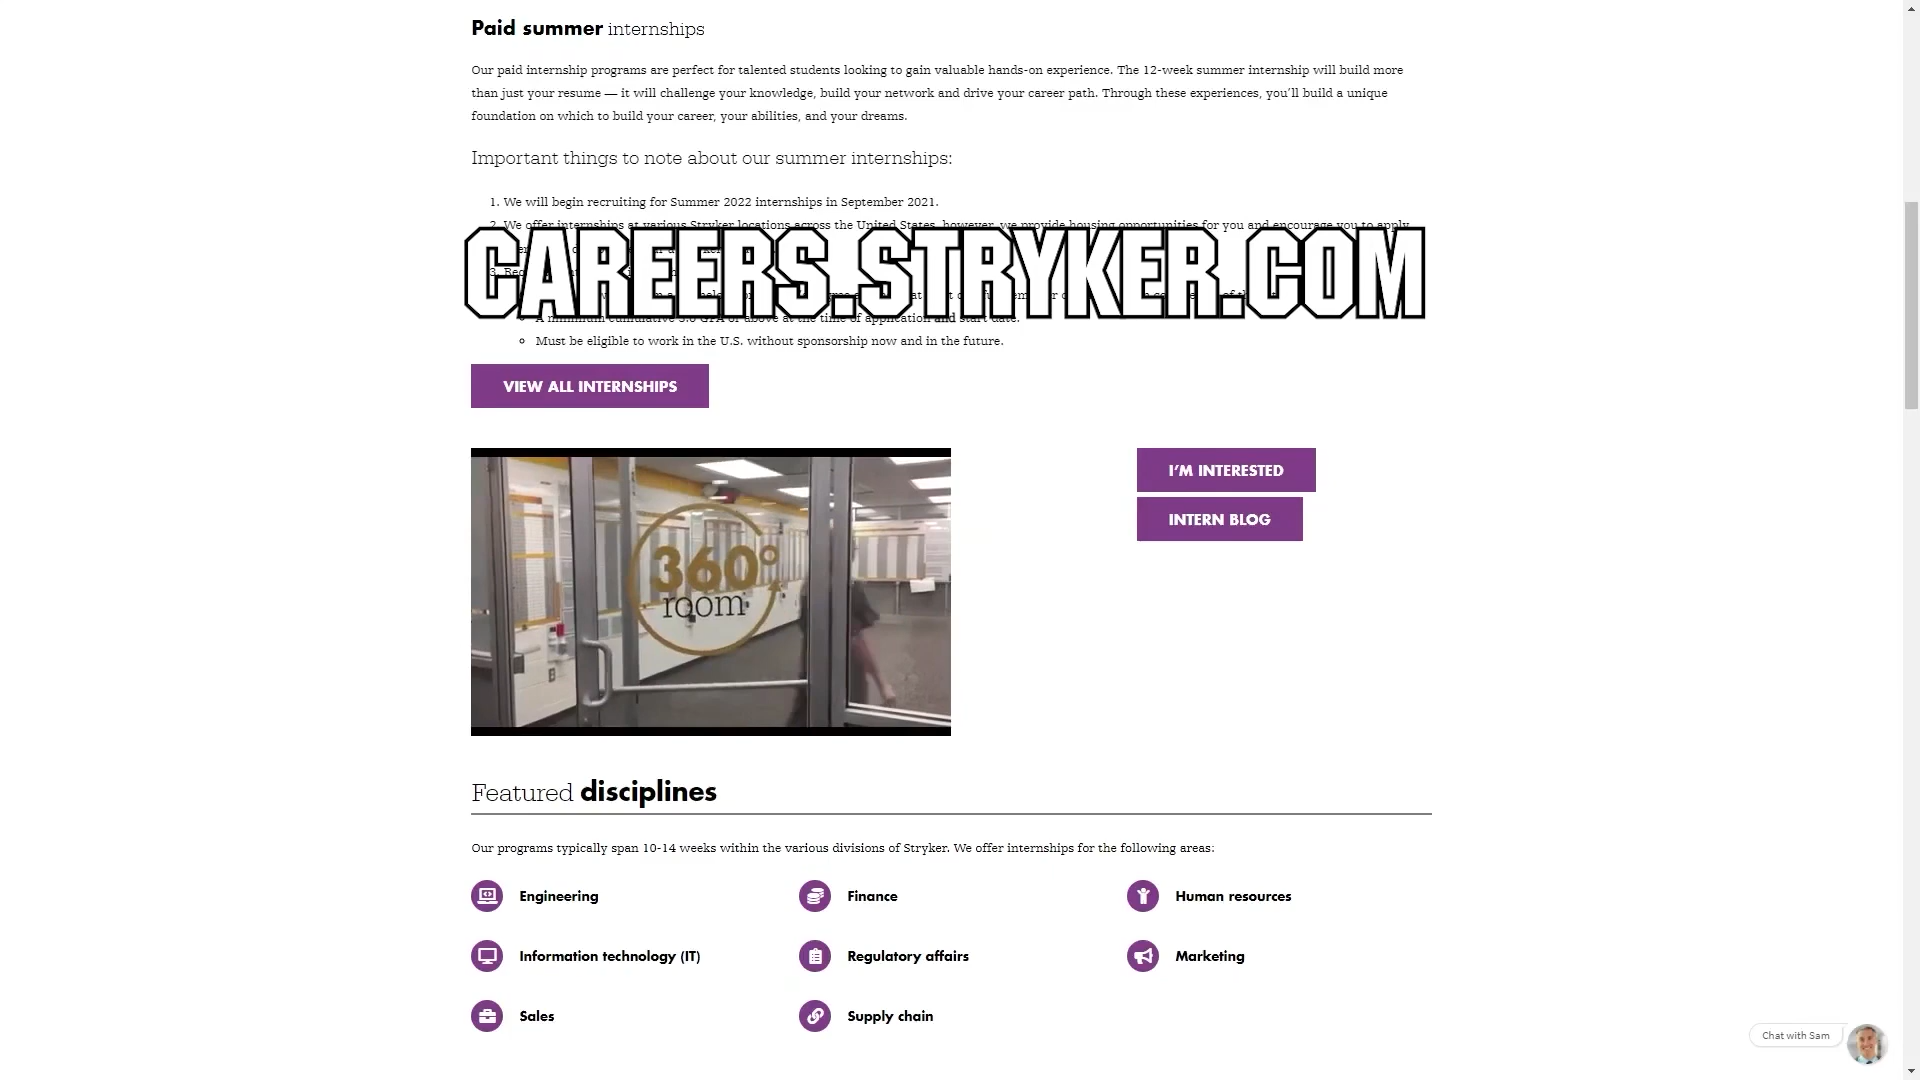 Paid summer internships
Our paid internship programs are perfect for talented students looking to gain valuable hands-on experience. The 12-week summer internship will build more
than just your resume — it will challenge your knowledge, build your network and drive your career path. Through these experiences, you’ll build a unique
foundation on which to build your career, your abilities, and your dreams.
Important things to note about our summer internships:
1. We will begin recruiting for Summer 2022 internships in September 2021.
2. We offer internships at various Stryker locations across the United States, however, we provide housing opportunities for you and encourage you to apply
CAREERS.STRYKER.COM
3.
A minimum cumulative 3.0 GPA or above at the time of application and start date.
Must be eligible to work in the U.S. without sponsorship now and in the future.
VIEW ALL INTERNSHIPS
I’M INTERESTED
INTERN BLOG
360°
room
Featured disciplines
Our programs typically span 10-14 weeks within the various divisions of Stryker. We offer internships for the following areas:
Engineering
Finance
Human resources
Information technology (IT)
Regulatory affairs
Marketing
Sales
Supply chain
Chat with Sam